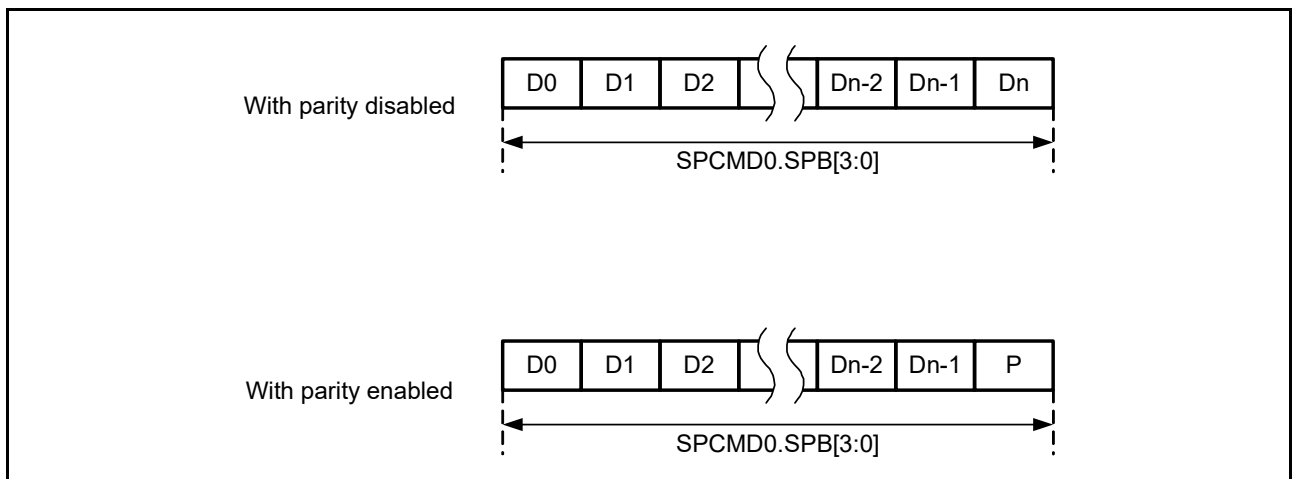 D0 D1 D2 Dn-2 Dn-1 Dn
With parity disabled
SPCMD0.SPB[3:0]
D0 D1 D2 Dn-2 Dn-1 P
With parity enabled
SPCMD0.SPB[3:0]